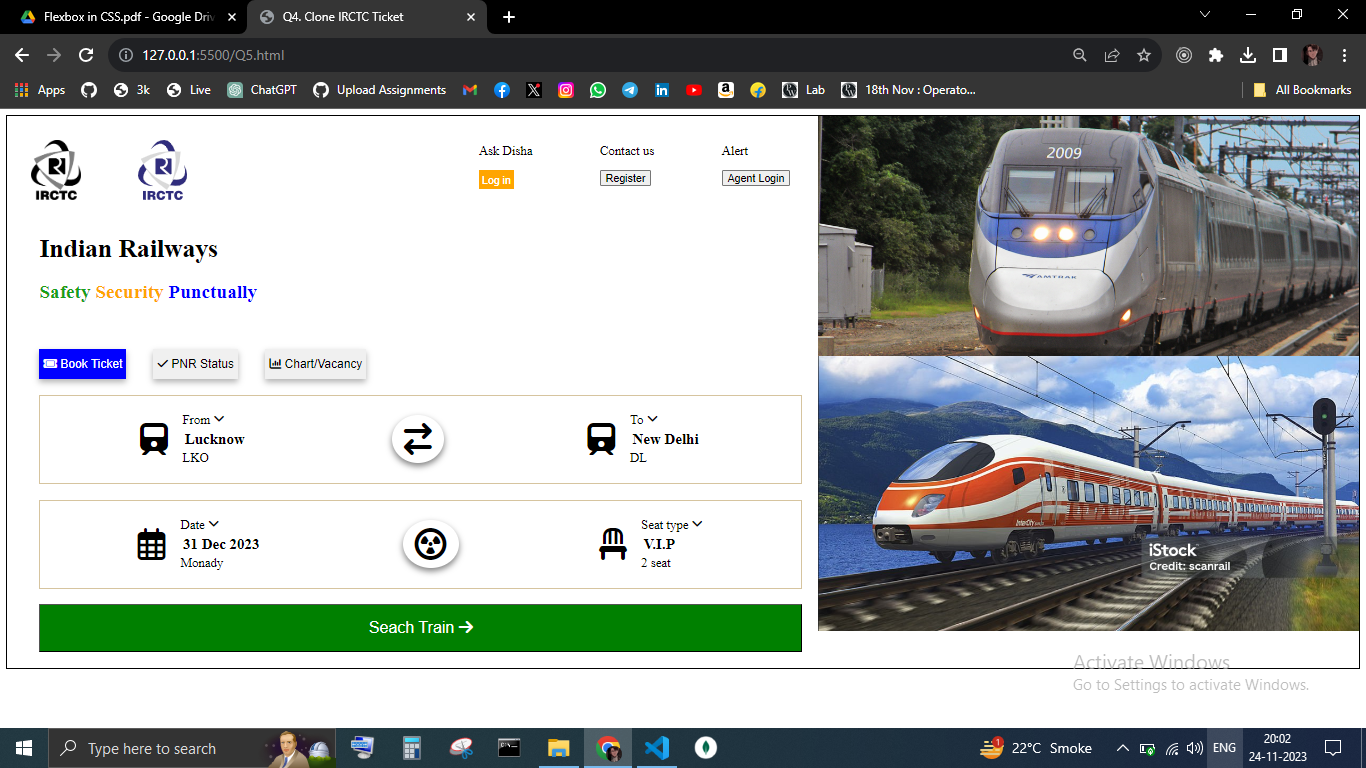 Flexbox in CSS.pdf - Google Driv
Q4. Clone IRCTC Ticket
127.0.0.1:5500/Q5.html
Apps
3k
Live
ChatGPT
Upload Assignments
Lab
18th Nov : Operato...
All Bookmarks
IRCTC
IRCTC
Ask Disha
Contact us
Alert
Log in
Register
Agent Login
Indian Railways
Safety Security Punctually
Book Ticket
PNR Status
Chart/Vacancy
From
Lucknow
LKO
To
New Delhi
DL
Date
31 Dec 2023
Monady
Seat type
V.I.P
2 seat
Seach Train
2009
AMTRAK
InterCity
iStock
Credit: scanrail
Activate Windows
Go to Settings to activate Windows.
Type here to search
1
22°C Smoke
ENG
20:02
24-11-2023